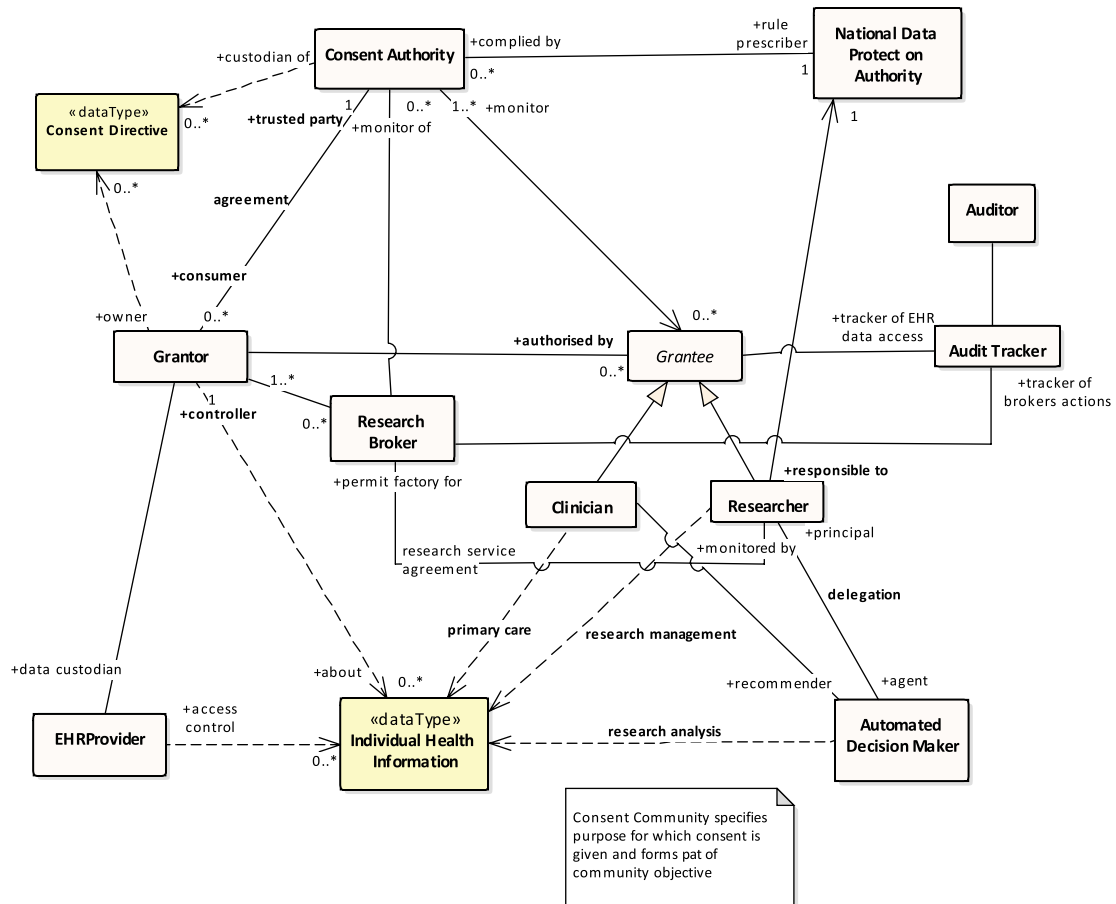 +custodian of
Consent Authority
+complied by
0..*
+rule
prescriber
1
National Data
Protect on
Authority
«dataType»
Consent Directive
0..*
0..*
1
+trusted party
0..*
+monitor of
1..*
+monitor
1
agreement
Auditor
+consumer
0..*
+owner
Grantor
+authorised by
0..*
0..*
Grantee
+tracker of EHR
data access
Audit Tracker
+tracker of
brokers actions
1..*
0..*
1
+controller
Research
Broker
+permit factory for
Clinician
+responsible to
Researcher
+principal
+monitored by
research service
agreement
delegation
primary care
research management
+data custodian
+about
0..*
+recommender
+agent
EHRProvider
+access
control
0..*
«dataType»
Individual Health
Information
research analysis
Automated
Decision Maker
Consent Community specifies
purpose for which consent is
given and forms pat of
community objective